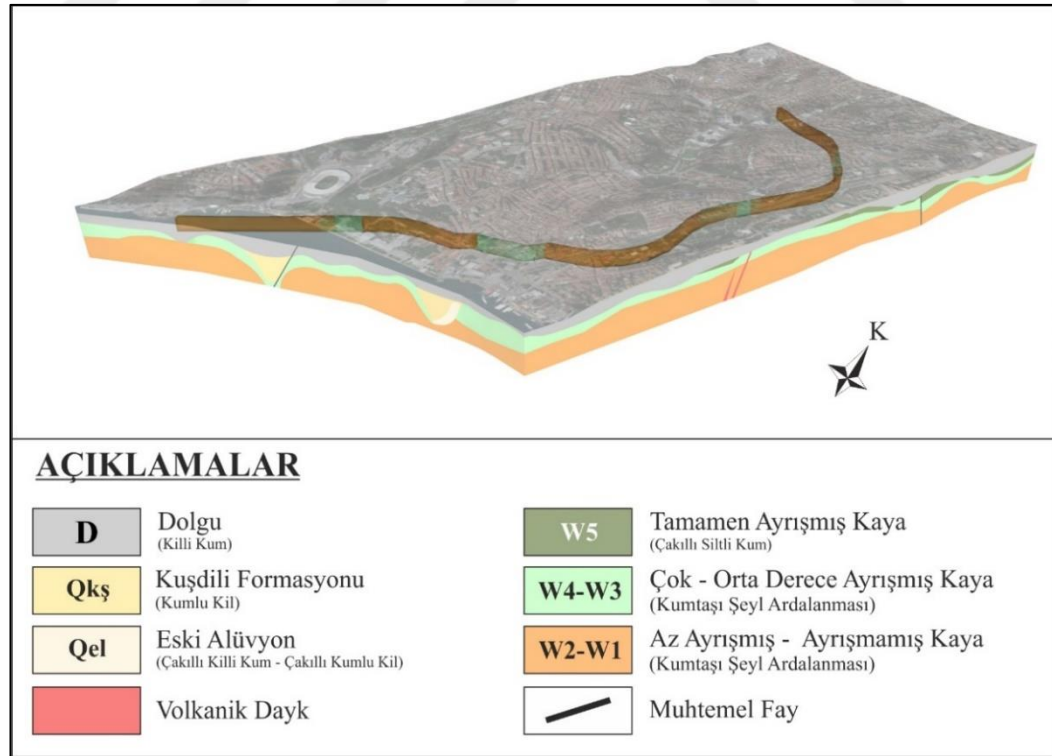 K
AÇIKLAMALAR
D
Dolgu
(Killi Kum)
Qkş
Kuşdili Formasyonu
(Kumlu Kil)
Qel
Eski Alüvyon
(Çakıllı Killi Kum - Çakıllı Kumlu Kil)
Volkanik Dayk
W5
Tamamen Ayrışmış Kaya
(Çakıllı Siltli Kum)
W4-W3
Çok - Orta Derece Ayrışmış Kaya
(Kumtaşı Şeyl Ardalanması)
W2-W1
Az Ayrışmış - Ayrışmamış Kaya
(Kumtaşı Şeyl Ardalanması)
Muhtemel Fay